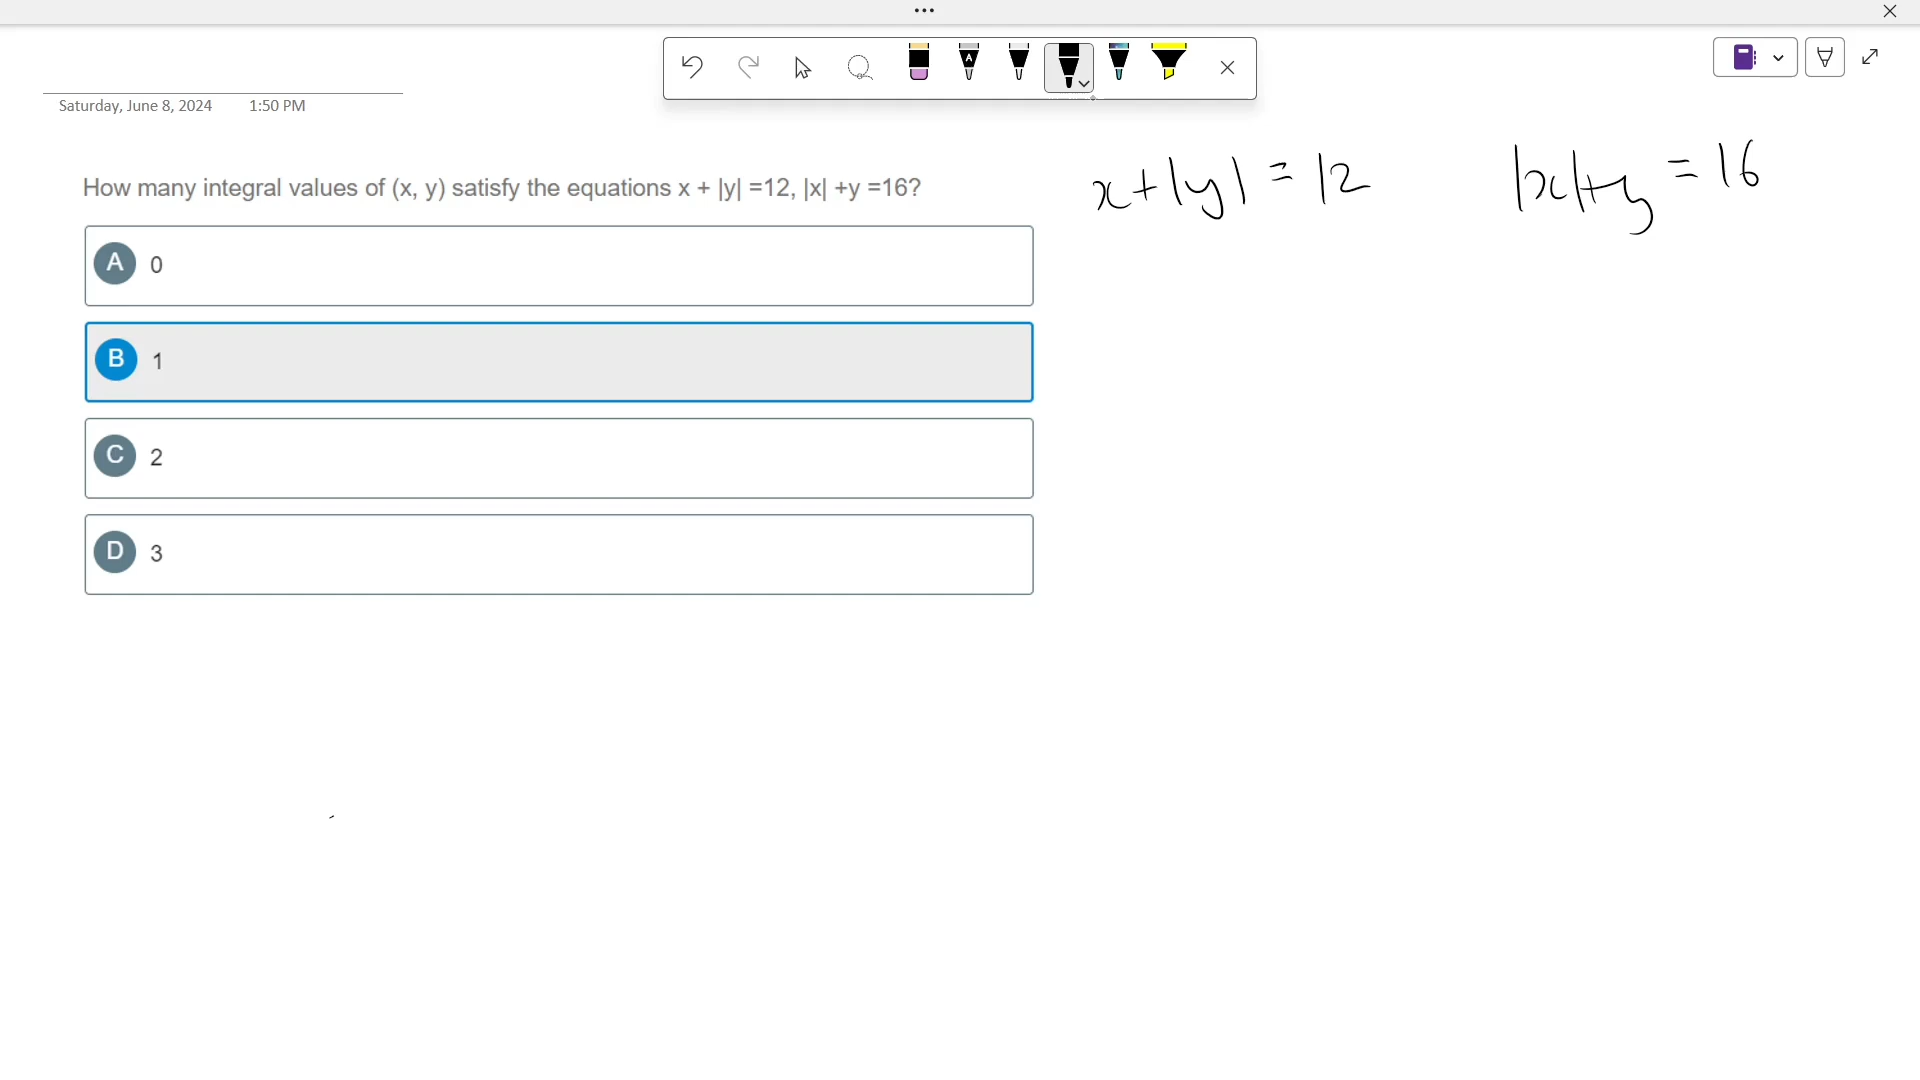 Saturday, June 8, 2024 1:50 PM
x+|y| = 12 |x|+y = 16
How many integral values of (x, y) satisfy the equations x + |y| =12, |x| +y =16?
A 0
B 1
C 2
D 3